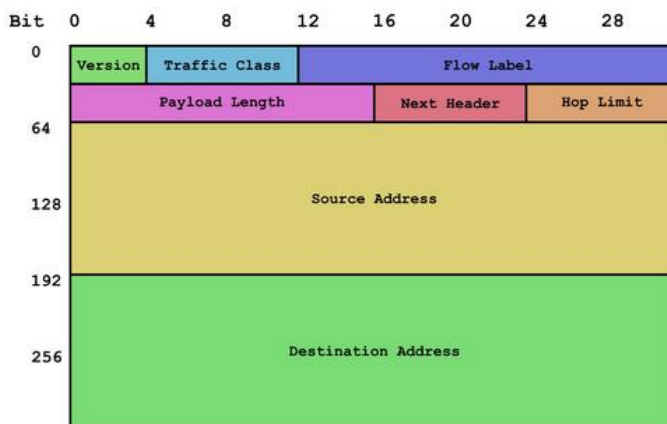 Bit 0 4 8 12 16 20 24 28
0 Version Traffic Class Flow Label
Payload Length Next Header Hop Limit
64
128 Source Address
192
256 Destination Address